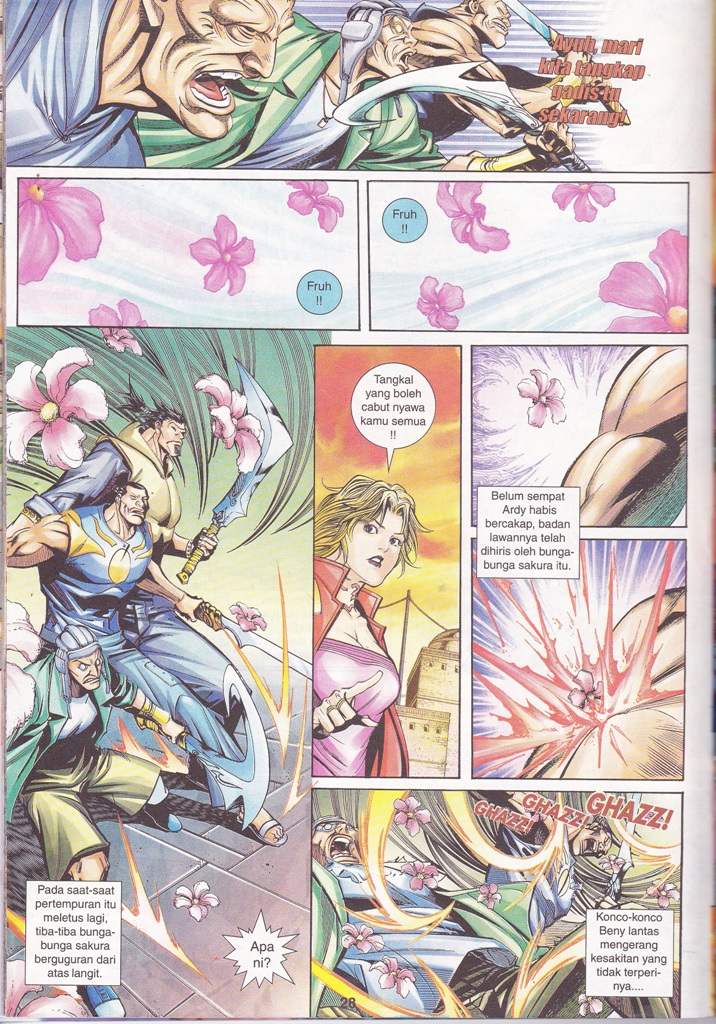 Ayuh, mari
kita tangkap
gadis tu
sekarang!
Fruh
!!
Fruh
!!
Tangkal
yang boleh
cabut nyawa
kamu semua
!!
Belum sempat
Ardy habis
bercakap, badan
lawannya telah
dihiris oleh bunga-
bunga sakura itu.
Pada saat-saat
pertempuran itu
meletus lagi,
tiba-tiba bunga-
bunga sakura
berguguran dari
atas langit.
Apa
ni?
GHAZZ!
GHAZZ!
GHAZZ!
Konco-konco
Beny lantas
mengerang
kesakitan yang
tidak terperi-
nya....
28